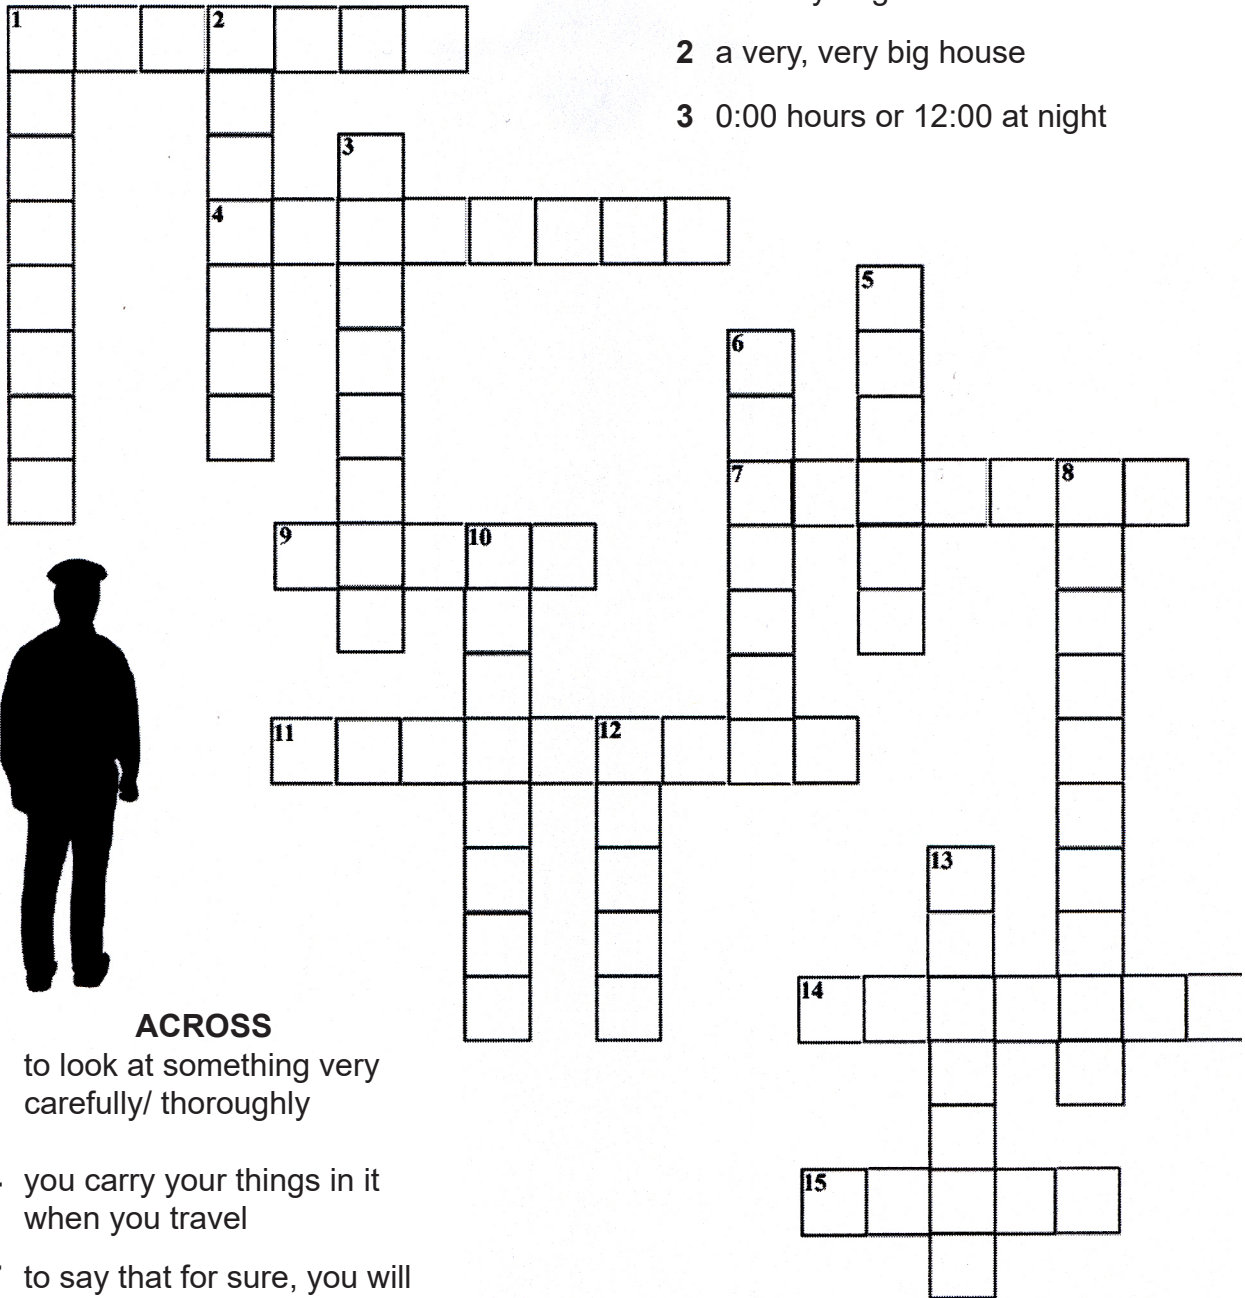 1
2
2 a very, very big house
3 0:00 hours or 12:00 at night
3
4
5
6
7
8
9
10
11
12
13
14
15
ACROSS
to look at something very
carefully/ thoroughly
you carry your things in it
when you travel
to say that for sure, you will